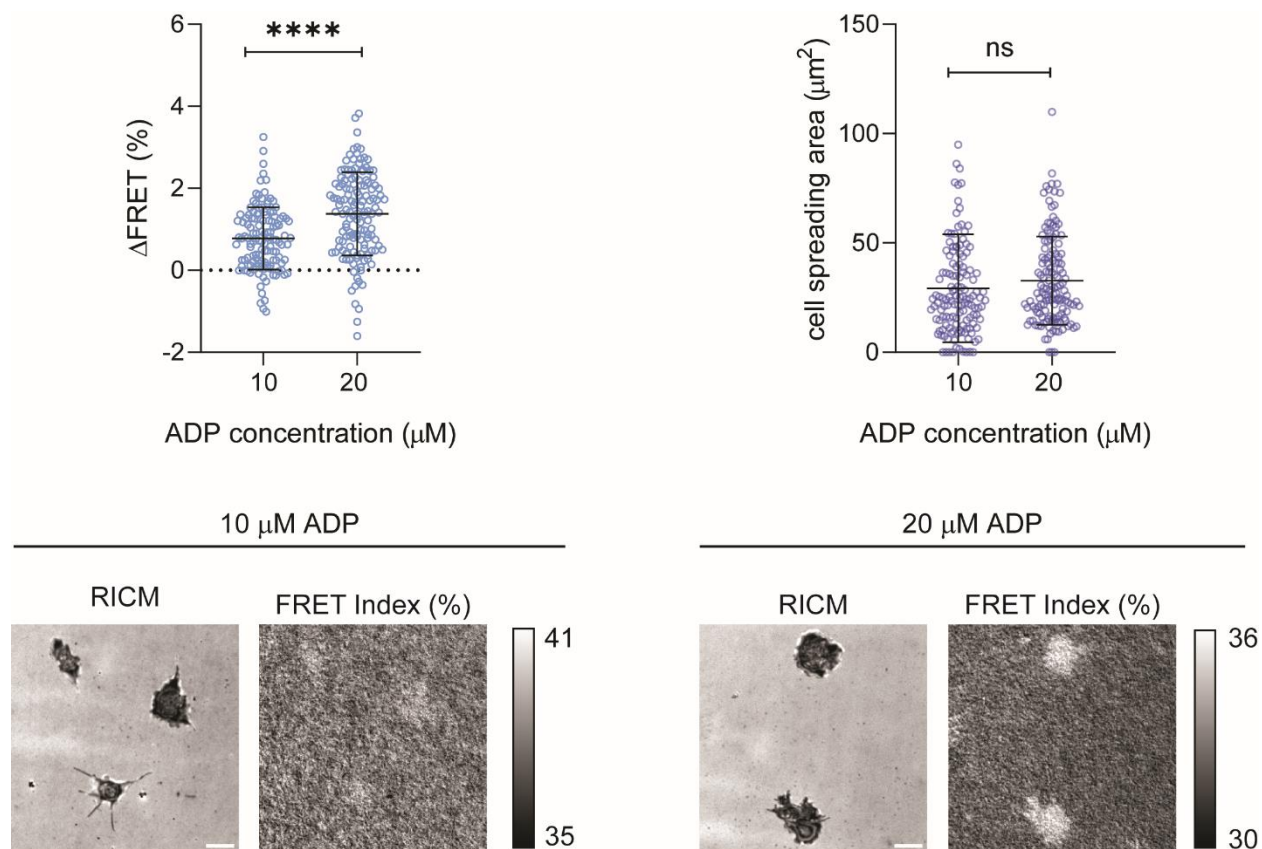 6
4
2
0
-2
ΔFRET (%)
****
10 20
ADP concentration (μM)
150
100
50
0
cell spreading area (μm²)
ns
10 20
ADP concentration (μM)
10 μM ADP
RICM
FRET Index (%)
41
35
20 μM ADP
RICM
FRET Index (%)
36
30